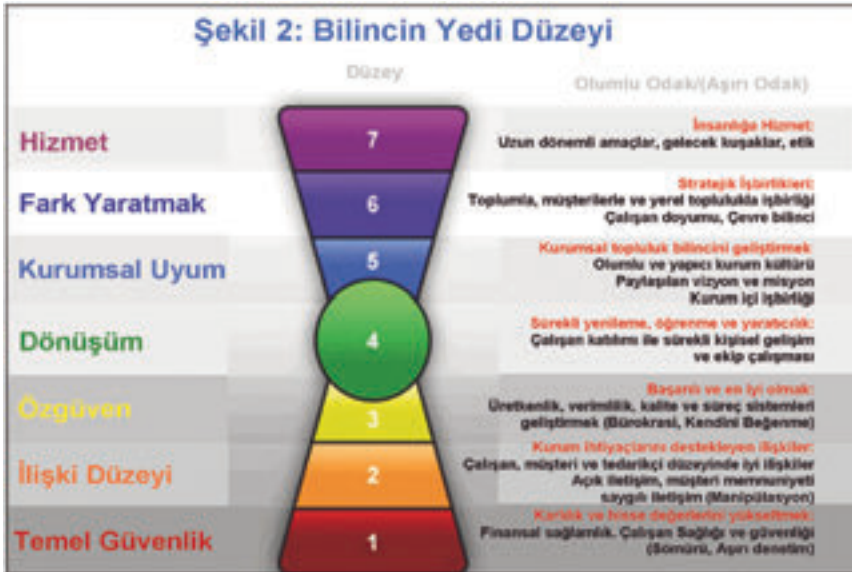 Şekil 2: Bilincin Yedi Düzeyi
Düzey
Olumlu Odak/(Aşırı Odak)
Hizmet
7
İnsanlığa Hizmet:
Uzun dönemli amaçlar, gelecek kuşaklar, etik
Fark Yaratmak
6
Stratejik İşbirlikleri:
Toplumla, müşterilerle ve yerel toplulukla işbirliği
Çalışan doyumu, Çevre bilinci
Kurumsal Uyum
5
Kurumsal topluluk bilincini geliştirmek:
Olumlu ve yapıcı kurum kültürü
Paylaşılan vizyon ve misyon
Kurum içi işbirliği
Dönüşüm
4
Sürekli yenileme, öğrenme ve yaratıcılık:
Çalışan katılımı ile sürekli kişisel gelişim
ve ekip çalışması
Özgüven
3
Başarılı ve en iyi olmak:
Üretkenlik, verimlilik, kalite ve süreç sistemleri
geliştirmek (Bürokrasi, Kendini Beğenme)
İlişki Düzeyi
2
Kurum ihtiyaçlarını destekleyen ilişkiler:
Çalışan, müşteri ve tedarikçi düzeyinde iyi ilişkiler
Açık iletişim, müşteri memnuniyeti
saygılı iletişim (Manipülasyon)
Temel Güvenlik
1
Karlılık ve hisse değerlerini yükseltmek:
Finansal sağlamlık. Çalışan Sağlığı ve güvenliği
(Sömürü, Aşırı denetim)